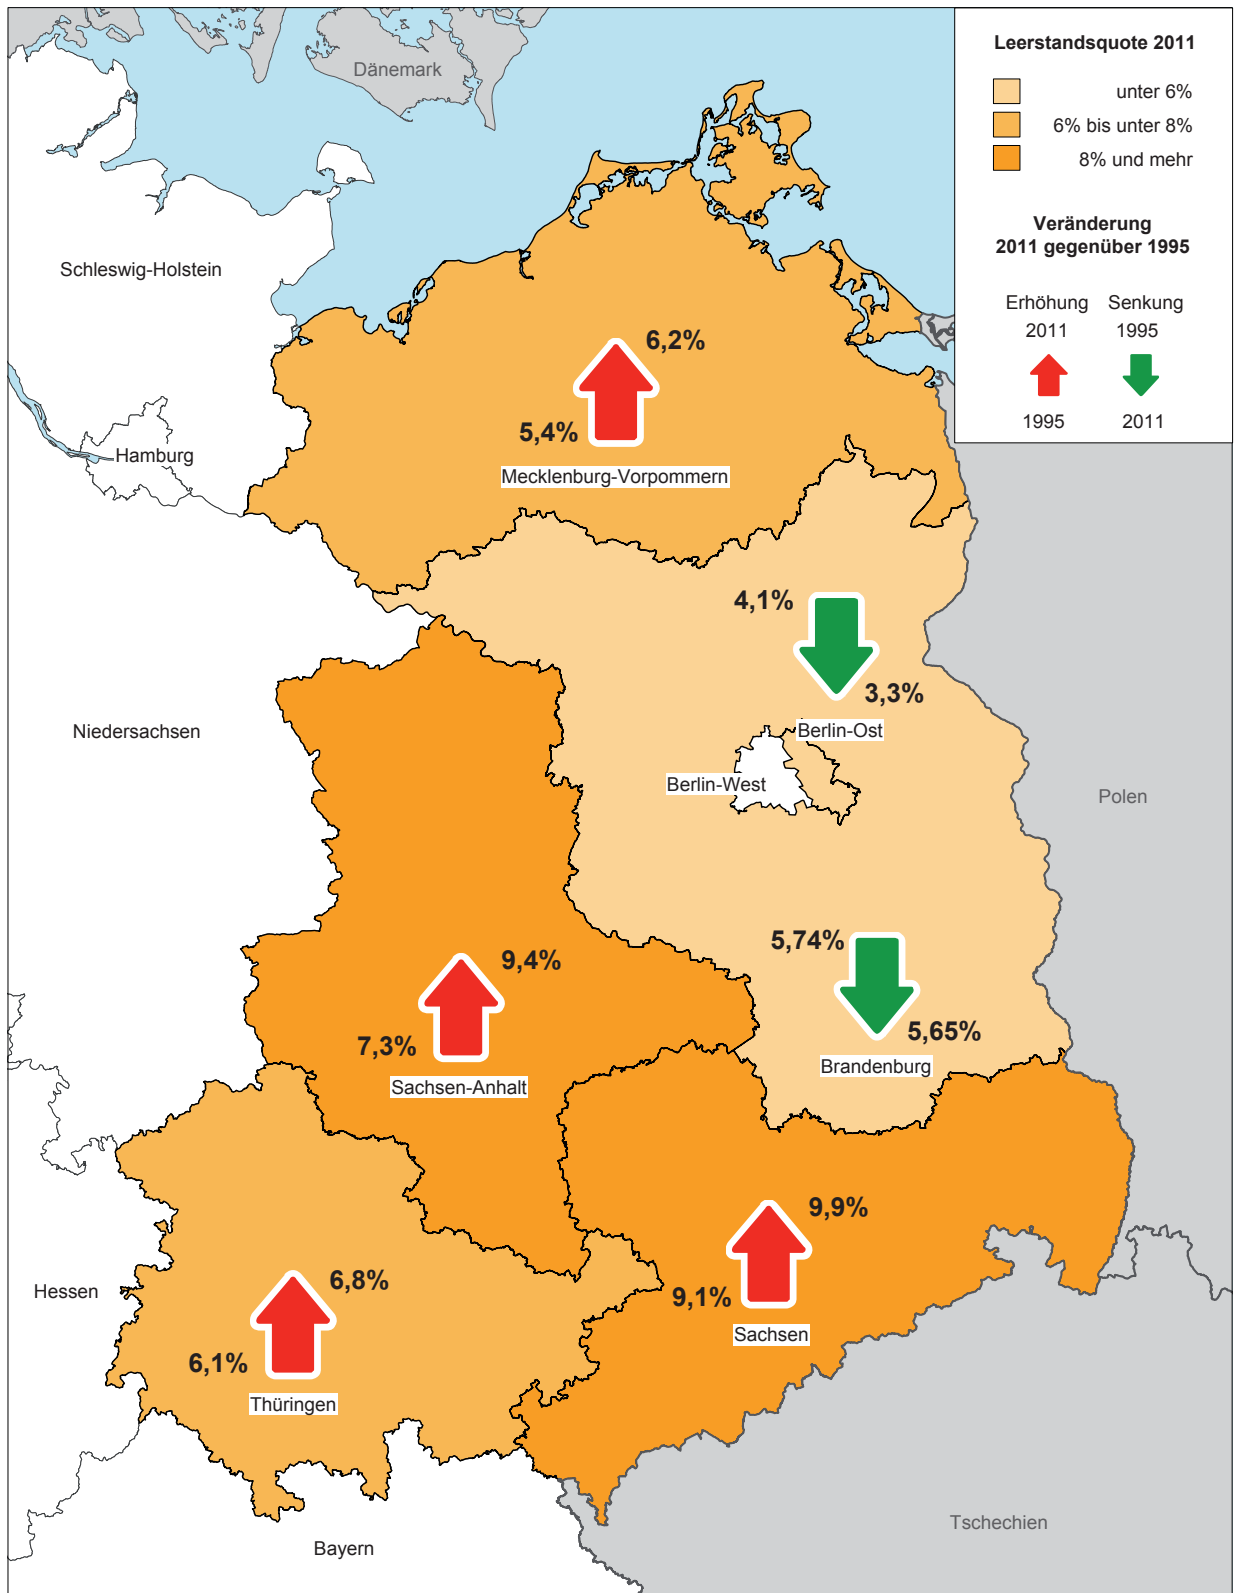 Leerstandsquote 2011
unter 6%
6% bis unter 8%
8% und mehr
Veränderung
2011 gegenüber 1995
Erhöhung Senkung
2011 1995
1995 2011
Dänemark
Schleswig-Holstein
Hamburg
6,2%
5,4%
Mecklenburg-Vorpommern
4,1%
3,3%
Berlin-Ost
Berlin-West
Niedersachsen
Polen
5,74%
5,65%
Brandenburg
9,4%
7,3%
Sachsen-Anhalt
9,9%
9,1%
Sachsen
Hessen
6,8%
6,1%
Thüringen
Tschechien
Bayern